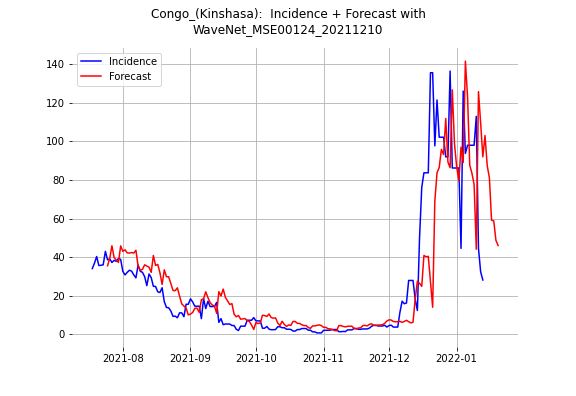 Congo_(Kinshasa):  Incidence + Forecast with
WaveNet_MSE00124_20211210
Incidence
Forecast
140
120
100
80
60
40
20
0
2021-08 2021-09 2021-10 2021-11 2021-12 2022-01